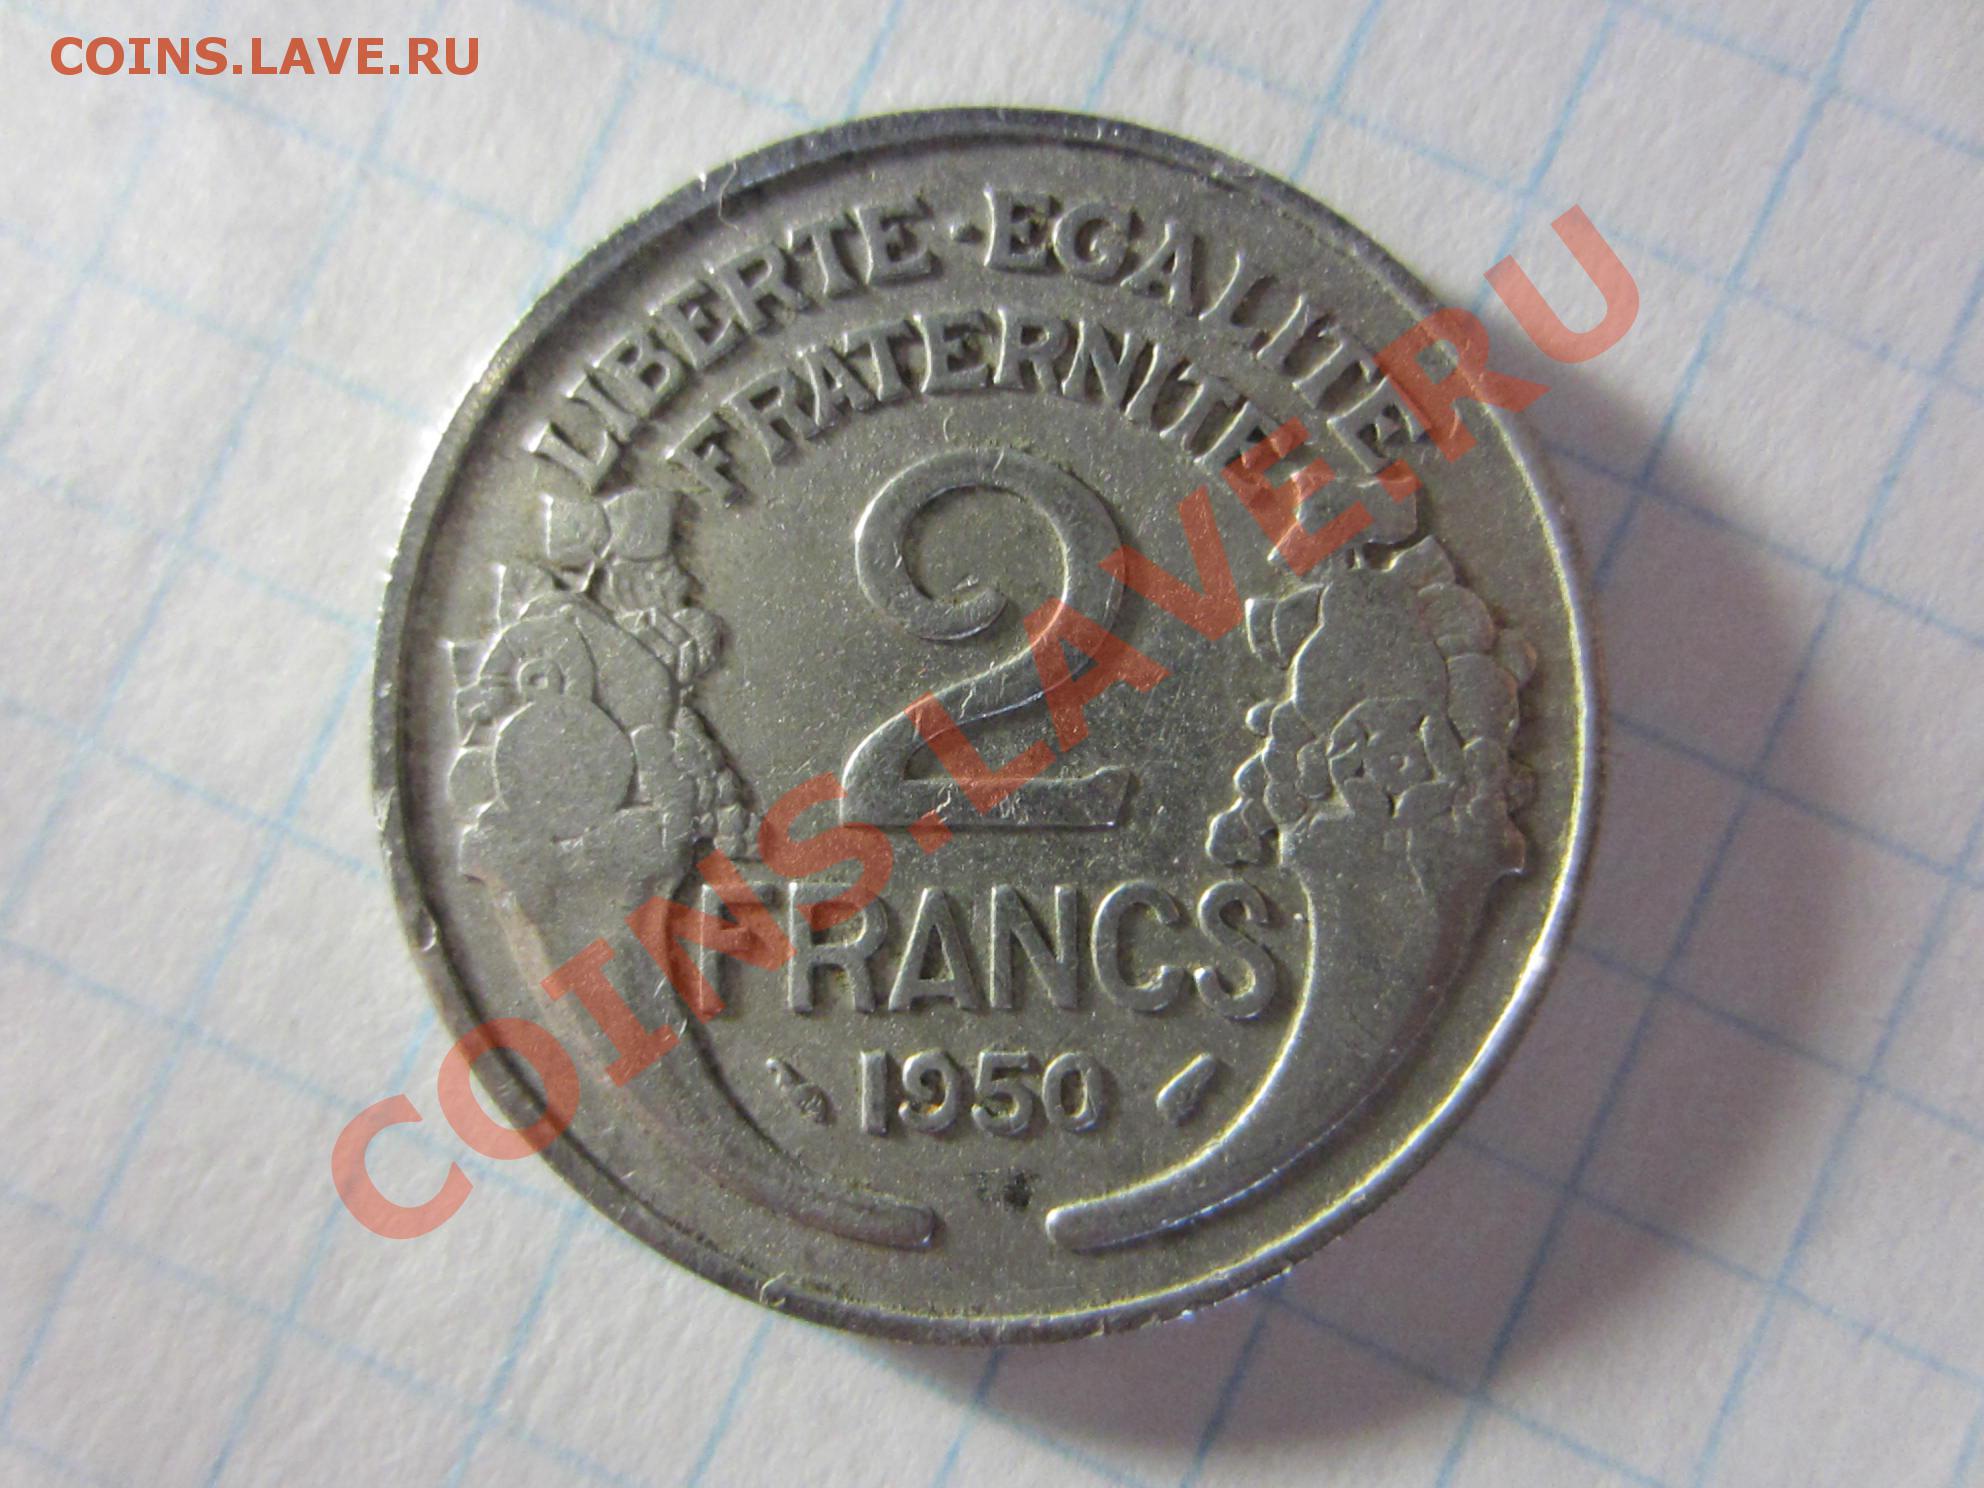 COINS.LAVE.RU
LIBERTE·EGALITE
FRATERNITE
2
FRANCS
1950
COINS.LAVE.RU